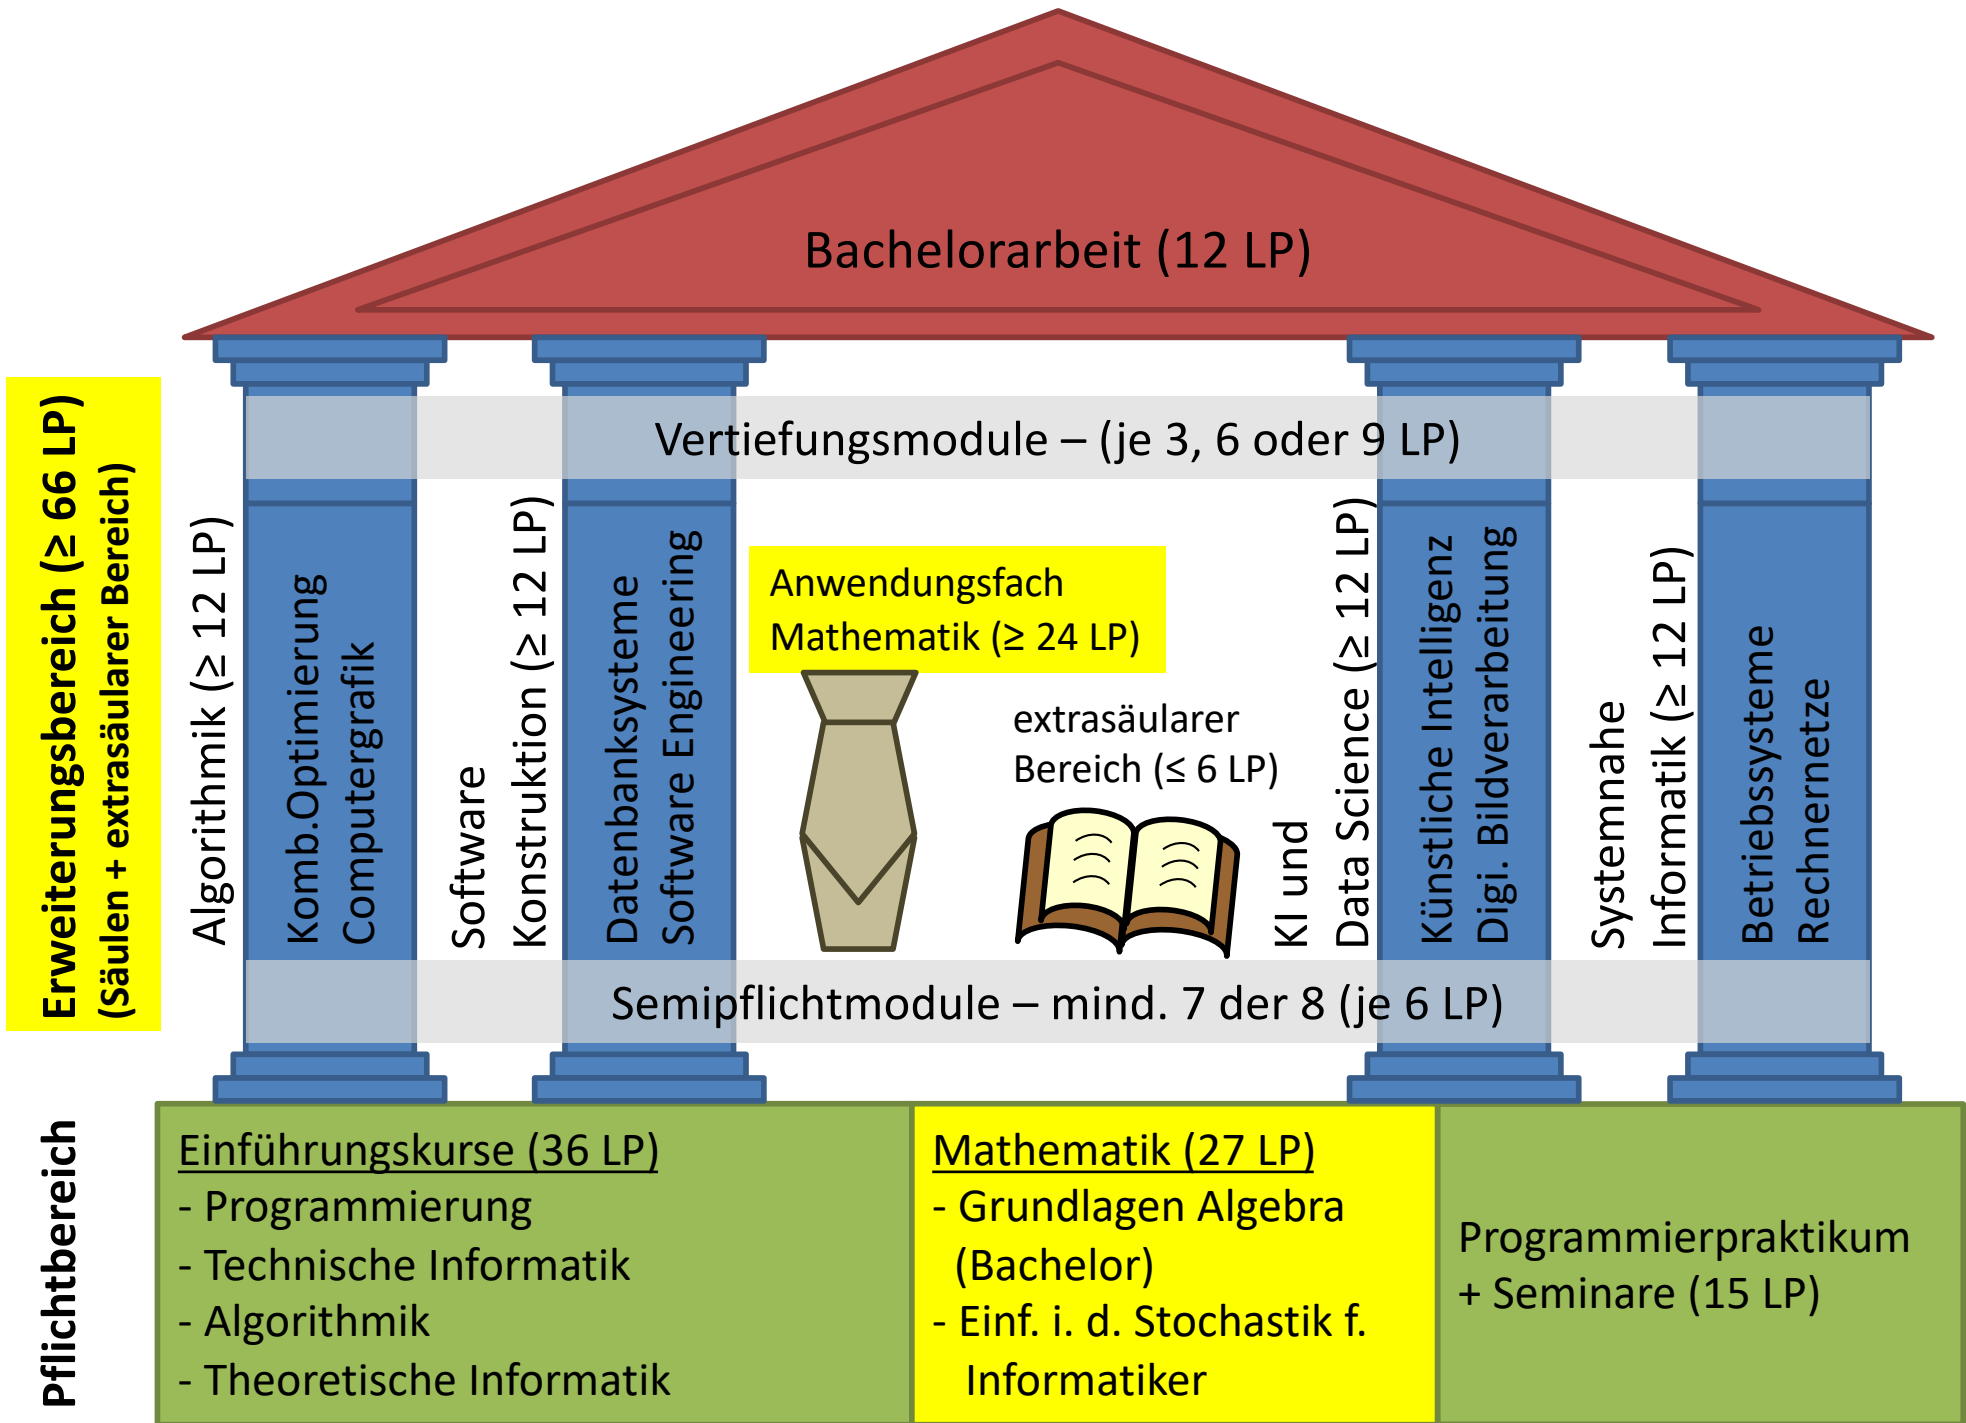 Bachelorarbeit (12 LP)
Erweiterungsbereich (≥ 66 LP)
(Säulen + extrasäularer Bereich)
Vertiefungsmodule – (je 3, 6 oder 9 LP)
Algorithmik (≥ 12 LP)
Komb.Optimierung
Computergrafik
Software
Konstruktion (≥ 12 LP)
Datenbanksysteme
Software Engineering
Anwendungsfach
Mathematik (≥ 24 LP)
extrasäularer
Bereich (≤ 6 LP)
KI und
Data Science (≥ 12 LP)
Künstliche Intelligenz
Digi. Bildverarbeitung
Systemnahe
Informatik (≥ 12 LP)
Betriebssysteme
Rechnernetze
Semipflichtmodule – mind. 7 der 8 (je 6 LP)
Pflichtbereich
Einführungskurse (36 LP)
- Programmierung
- Technische Informatik
- Algorithmik
- Theoretische Informatik
Mathematik (27 LP)
- Grundlagen Algebra
(Bachelor)
- Einf. i. d. Stochastik f.
Informatiker
Programmierpraktikum
+ Seminare (15 LP)